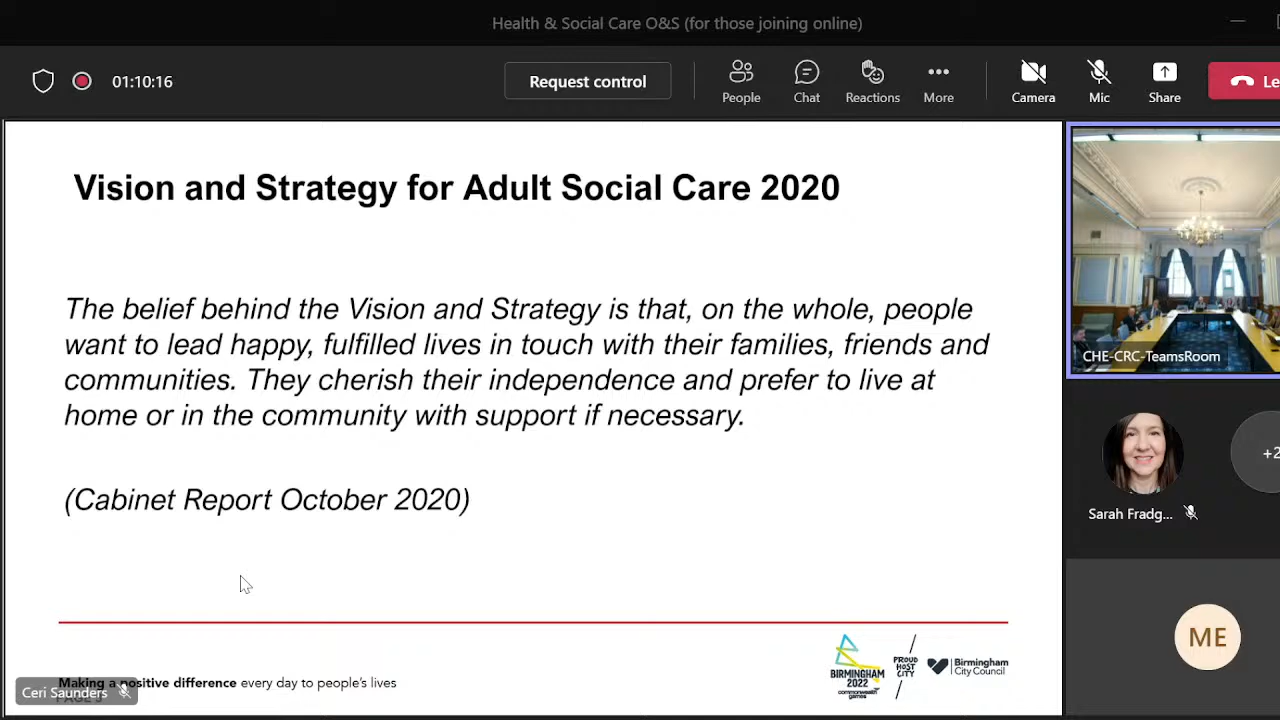 Health & Social Care O&S (for those joining online)
01:10:16
Request control
People
Chat
Reactions
More
Camera
Mic
Share
Le
Vision and Strategy for Adult Social Care 2020
The belief behind the Vision and Strategy is that, on the whole, people
want to lead happy, fulfilled lives in touch with their families, friends and
communities. They cherish their independence and prefer to live at
home or in the community with support if necessary.
(Cabinet Report October 2020)
CHE-CRC-TeamsRoom
Sarah Fradg...
+2
ME
BIRMINGHAM
2022
commonwealth
games
PROUD
HOST
CITY
Birmingham
City Council
Making a positive difference every day to people's lives
Ceri Saunders